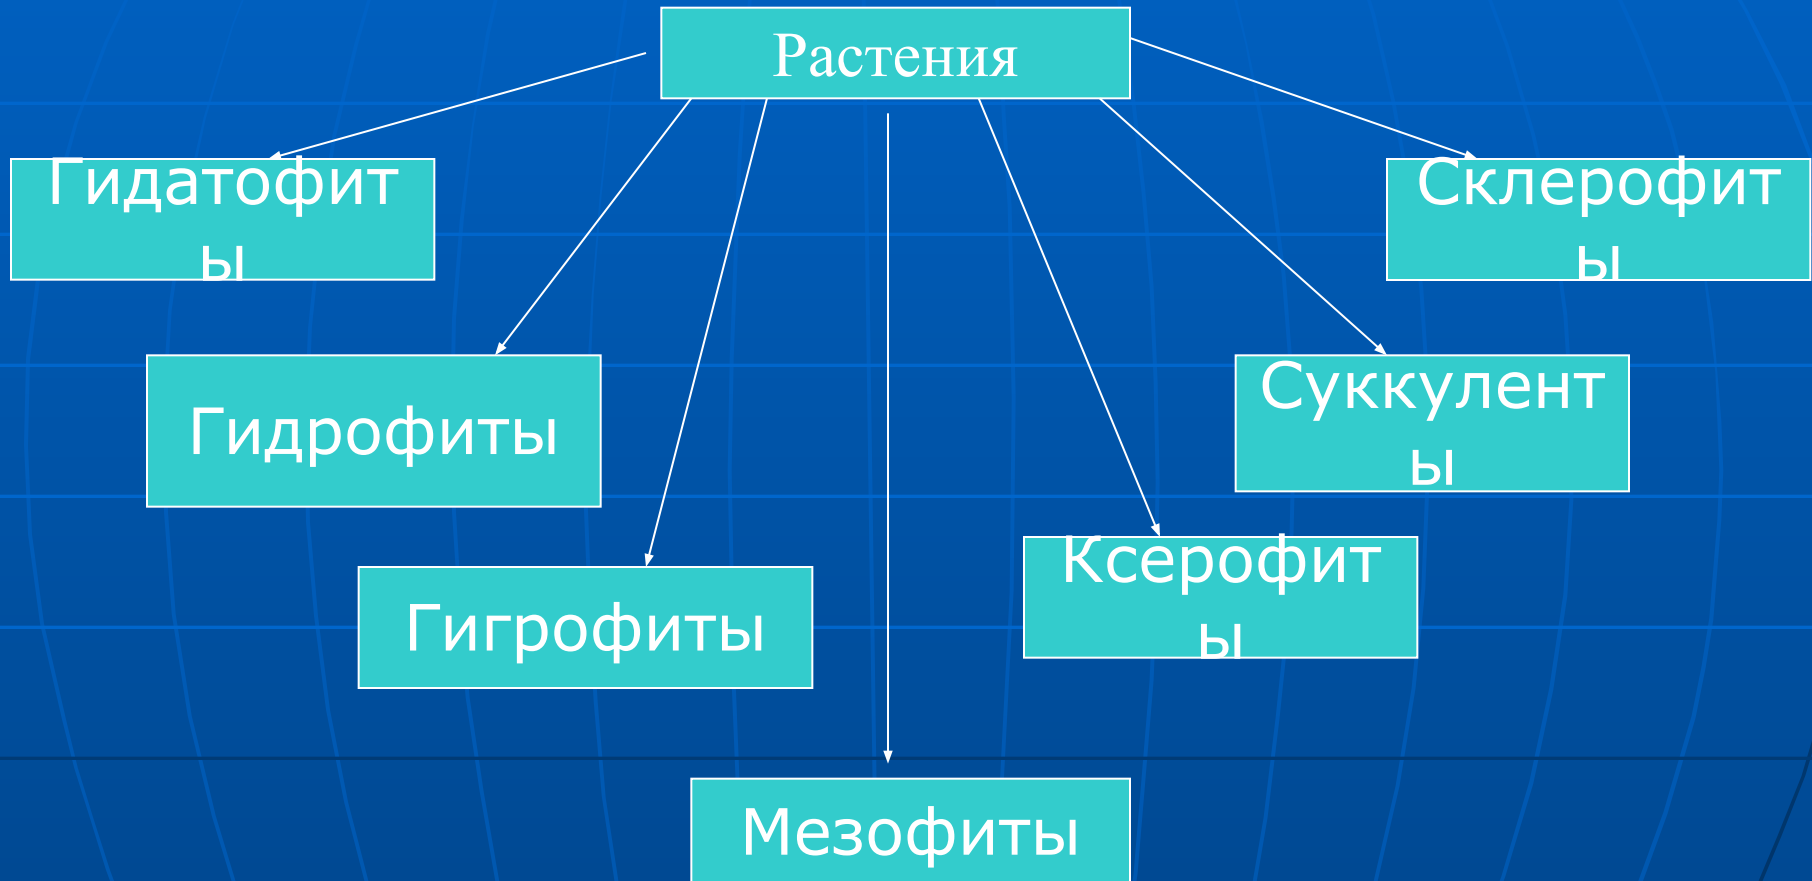 Растения
Гидатофит
ы
Склерофит
ы
Гидрофиты
Суккулент
ы
Гигрофиты
Ксерофит
ы
Мезофиты